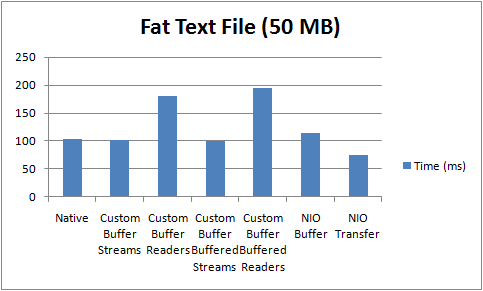 Fat Text File (50 MB)
250
200
150
100
50
0
Native
Custom Buffer Streams
Custom Buffer Readers
Custom Buffer Buffered Streams
Custom Buffer Buffered Readers
NIO Buffer
NIO Transfer
Time (ms)